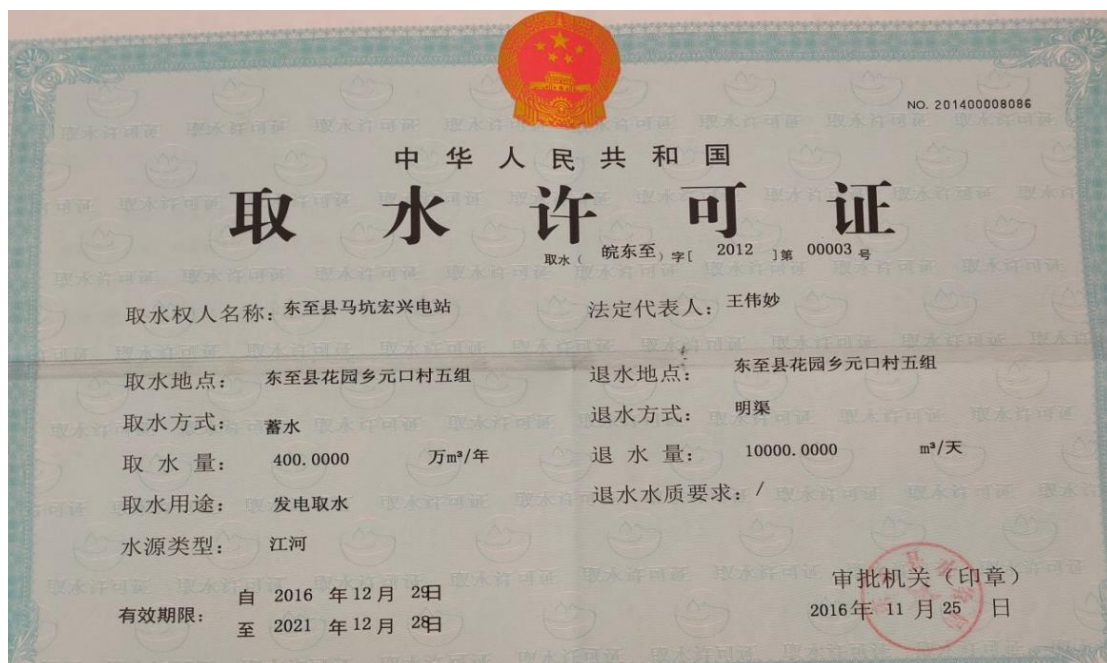 NO. 201400008086
中华人民共和国
取水许可证
取水（皖东至）字[2012]第00003号
取水权人名称：东至县马坑宏兴电站 法定代表人：王伟妙
取水地点：东至县花园乡元口村五组 退水地点：东至县花园乡元口村五组
取水方式：蓄水 退水方式：明渠
取水量：400.0000 万m³/年 退水量：10000.0000 m³/天
取水用途：发电取水 退水水质要求：/
水源类型：江河
审批机关（印章）
有效期限：自 2016 年 12 月 29日 2016年 11 月 25 日
至 2021 年 12 月 28日